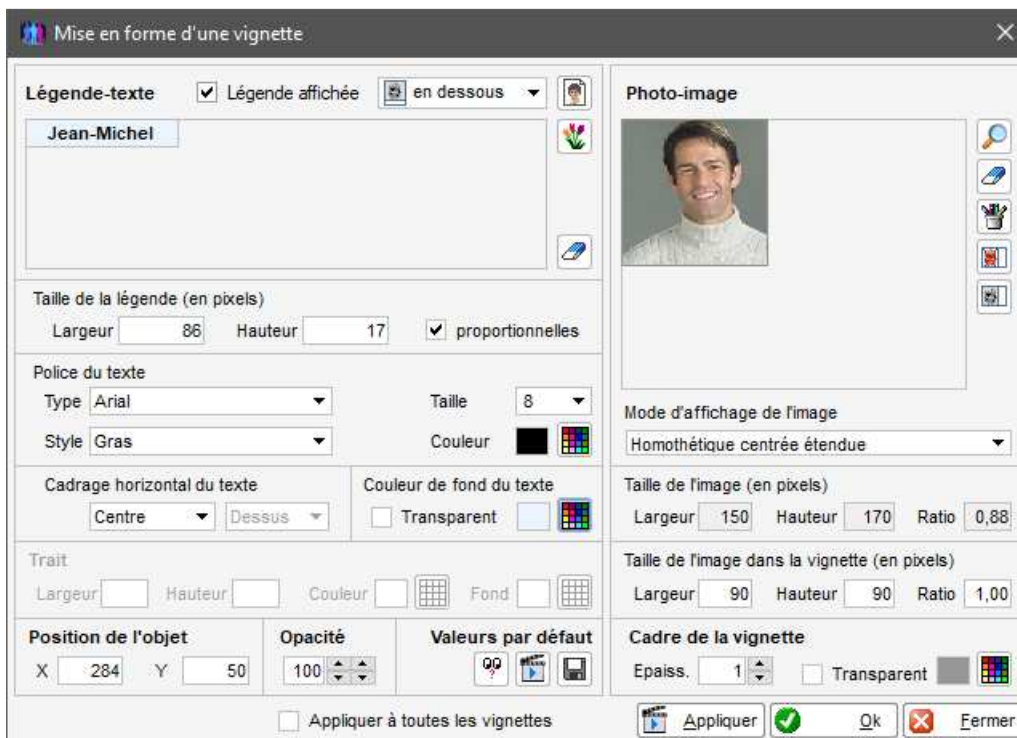 Mise en forme d'une vignette
Légende-texte Légende affichée en dessous
Jean-Michel
Taille de la légende (en pixels)
Largeur 86 Hauteur 17 proportionnelles
Police du texte
Type Arial Taille 8
Style Gras Couleur
Cadrage horizontal du texte
Centre Dessus
Couleur de fond du texte
Transparent
Trait
Largeur Hauteur Couleur Fond
Position de l'objet
X 284 Y 50
Opacité
100
Valeurs par défaut
Photo-image
Mode d'affichage de l'image
Homothétique centrée étendue
Taille de l'image (en pixels)
Largeur 150 Hauteur 170 Ratio 0,88
Taille de l'image dans la vignette (en pixels)
Largeur 90 Hauteur 90 Ratio 1,00
Cadre de la vignette
Epaiss. 1 Transparent
Appliquer à toutes les vignettes
Appliquer Ok Fermer